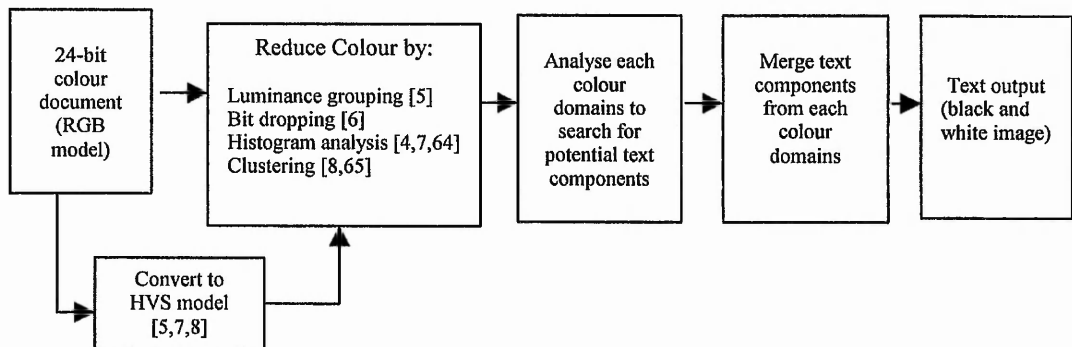 24-bit
colour
document
(RGB
model)
Reduce Colour by:
Luminance grouping [5]
Bit dropping [6]
Histogram analysis [4,7,64]
Clustering [8,65]
Analyse each
colour
domains to
search for
potential text
components
Merge text
components
from each
colour
domains
Text output
(black and
white image)
Convert to
HVS model
[5,7,8]